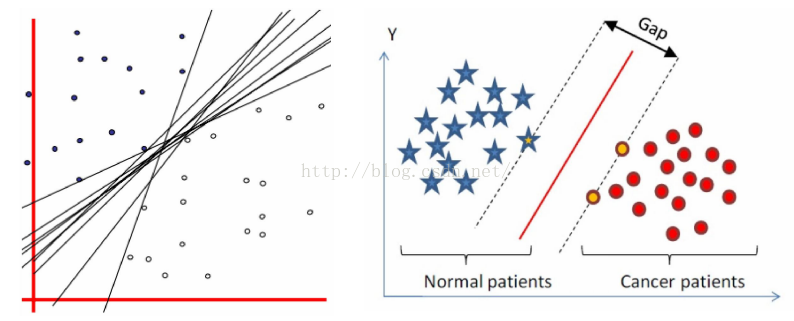 Gap
Y
http://blog.csdn.net/
Normal patients
Cancer patients